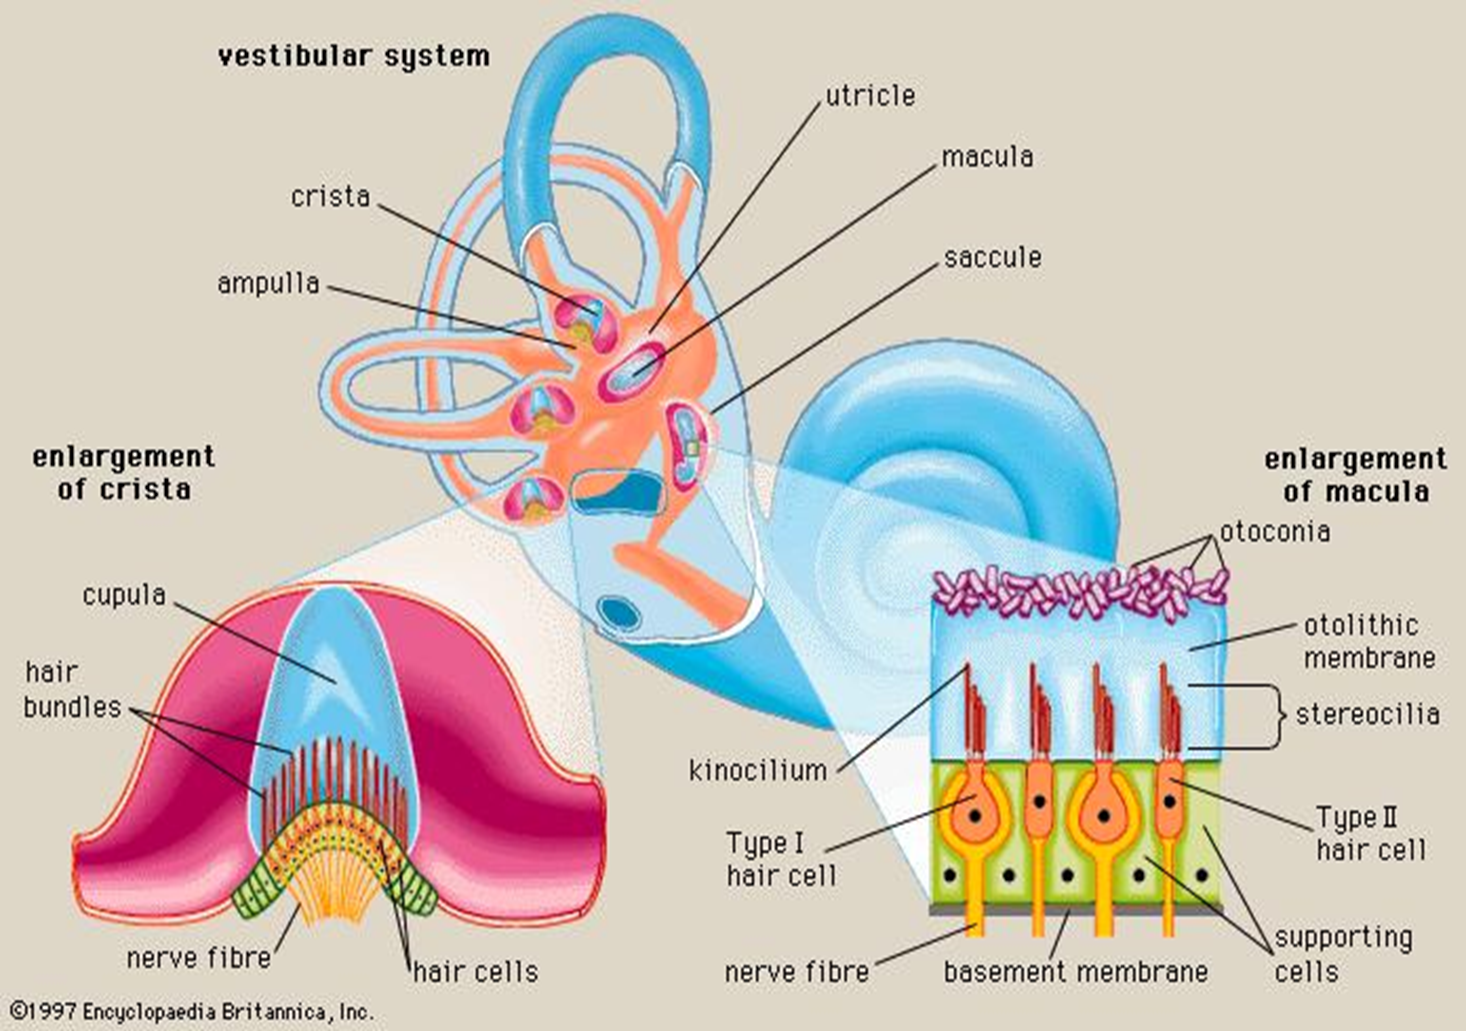 vestibular system
utricle
macula
crista
saccule
ampulla
enlargement
of crista
enlargement
of macula
otoconia
cupula
otolithic
membrane
hair
bundles
stereocilia
kinocilium
Type I
hair cell
Type II
hair cell
nerve fibre
hair cells
nerve fibre
basement membrane
supporting
cells
©1997 Encyclopaedia Britannica, Inc.